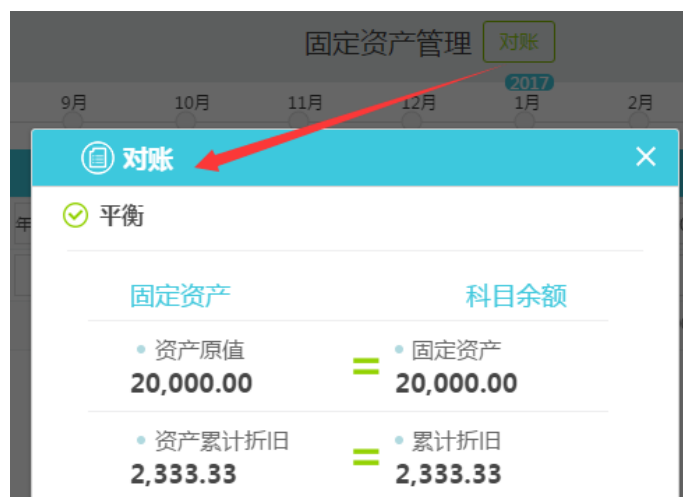 固定资产管理 对账
2017
9月 10月 11月 12月 1月 2月
对账
年
平衡
固定资产 科目余额
• 资产原值 = • 固定资产
20,000.00 20,000.00
• 资产累计折旧 = • 累计折旧
2,333.33 2,333.33